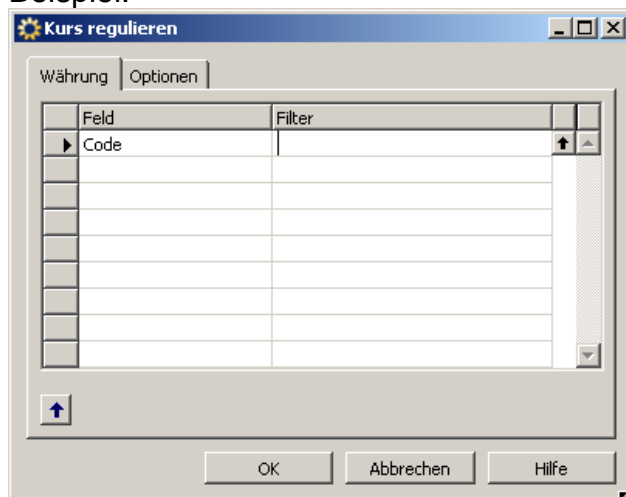 Beispiel:
Kurs regulieren
Währung Optionen
Feld Filter
Code
OK Abbrechen Hilfe